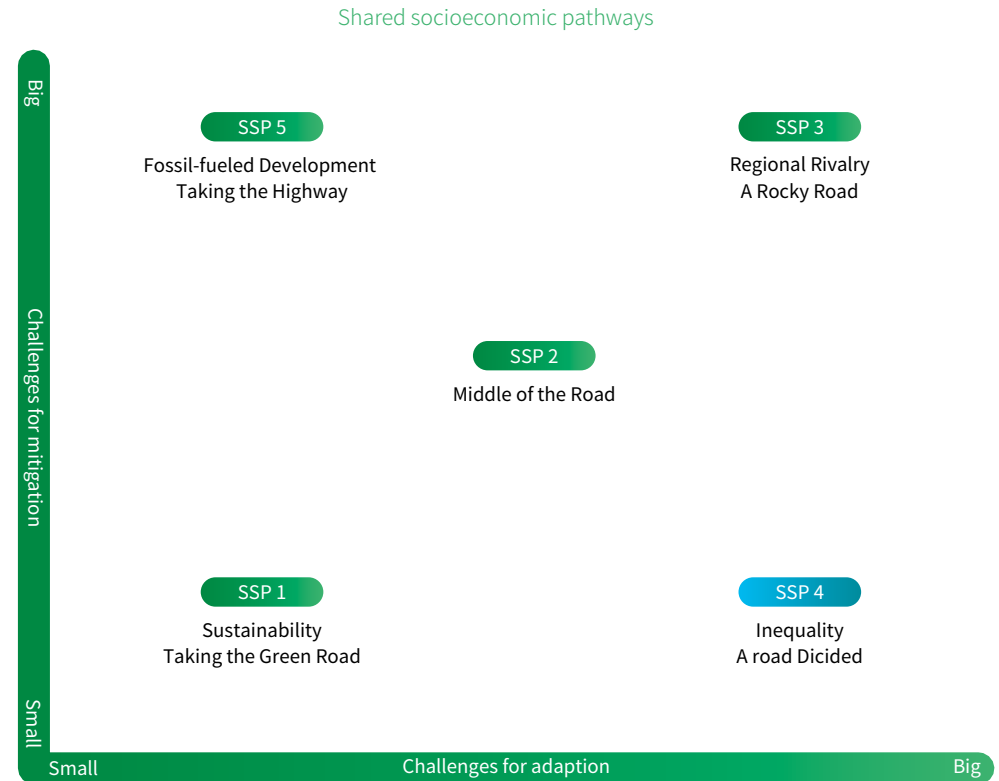 Shared socioeconomic pathways
Big
Challenges for mitigation
Small
SSP 5
Fossil-fueled Development
Taking the Highway
SSP 3
Regional Rivalry
A Rocky Road
SSP 2
Middle of the Road
SSP 1
Sustainability
Taking the Green Road
SSP 4
Inequality
A road Dicided
Small
Challenges for adaption
Big